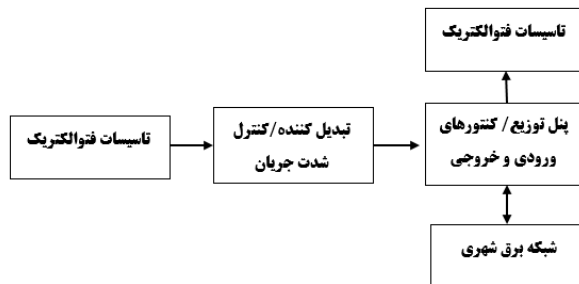 تاسیسات فتوالکتریک
پنل توزیع / کنتورهای
ورودی و خروجی
تبدیل کننده/کنترل
شدت جریان
تاسیسات فتوالکتریک
شبکه برق شهری